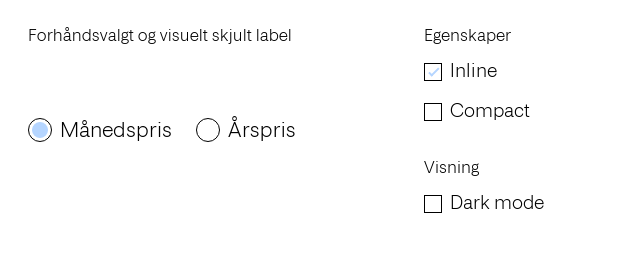 Forhåndsvalgt og visuelt skjult label
Månedspris
Årspris
Egenskaper
Inline
Compact
Visning
Dark mode